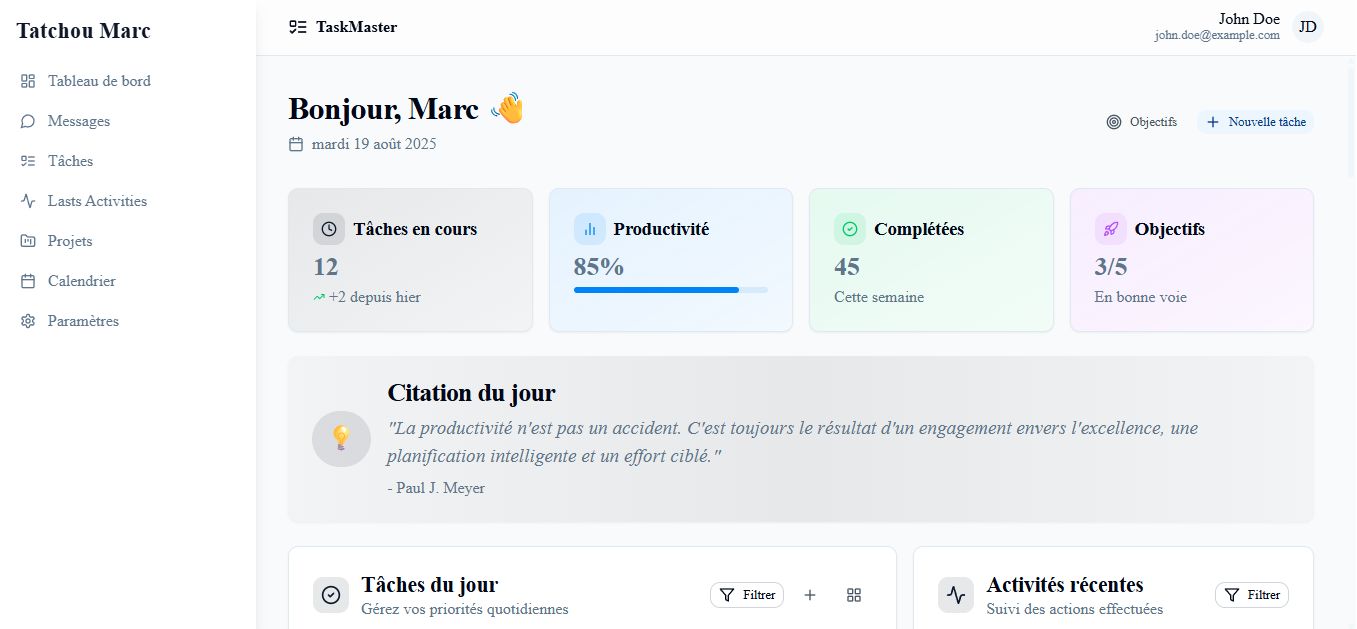 Tatchou Marc
Tableau de bord
Messages
Tâches
Lasts Activities
Projets
Calendrier
Paramètres
TaskMaster
John Doe
john.doe@example.com
JD
Bonjour, Marc 👋
mardi 19 août 2025
Objectifs
Nouvelle tâche
Tâches en cours
12
+2 depuis hier
Productivité
85%
Complétées
45
Cette semaine
Objectifs
3/5
En bonne voie
Citation du jour
"La productivité n'est pas un accident. C'est toujours le résultat d'un engagement envers l'excellence, une
planification intelligente et un effort ciblé."
- Paul J. Meyer
Tâches du jour
Gérez vos priorités quotidiennes
Filtrer
Activités récentes
Suivi des actions effectuées
Filtrer